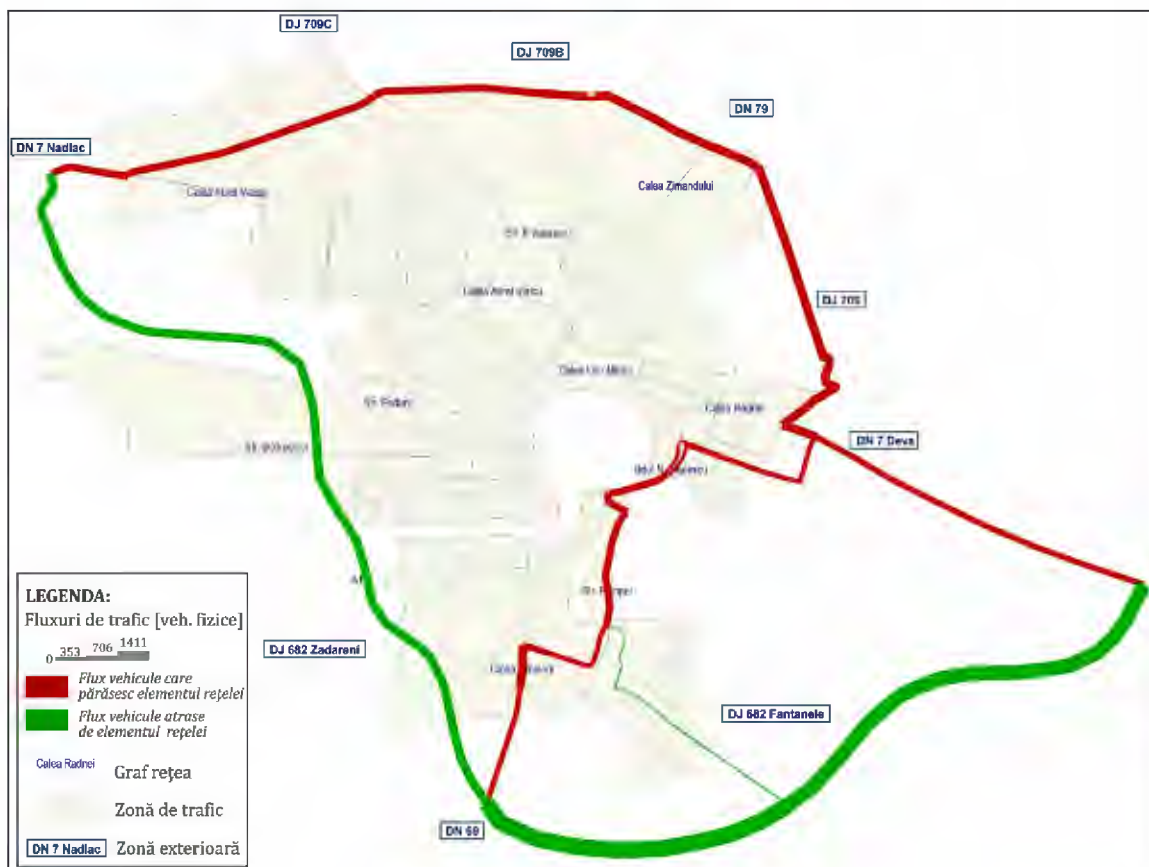 DJ 709C
DJ 709B
DN 79
DN 7 Nadlac
Calea Zimandului
Calea Aurel Vlaicu
DJ 709
Calea Radnei
DN 7 Deva
LEGENDA:
Fluxuri de trafic [veh. fizice]
0 353 706 1411
Flux vehicule care
părăsesc elementul rețelei
Flux vehicule atrase
de elementul rețelei
Calea Radnei Graf rețea
Zonă de trafic
DN 7 Nadlac Zonă exterioară
DJ 682 Zadareni
DJ 682 Fantanele
DN 69